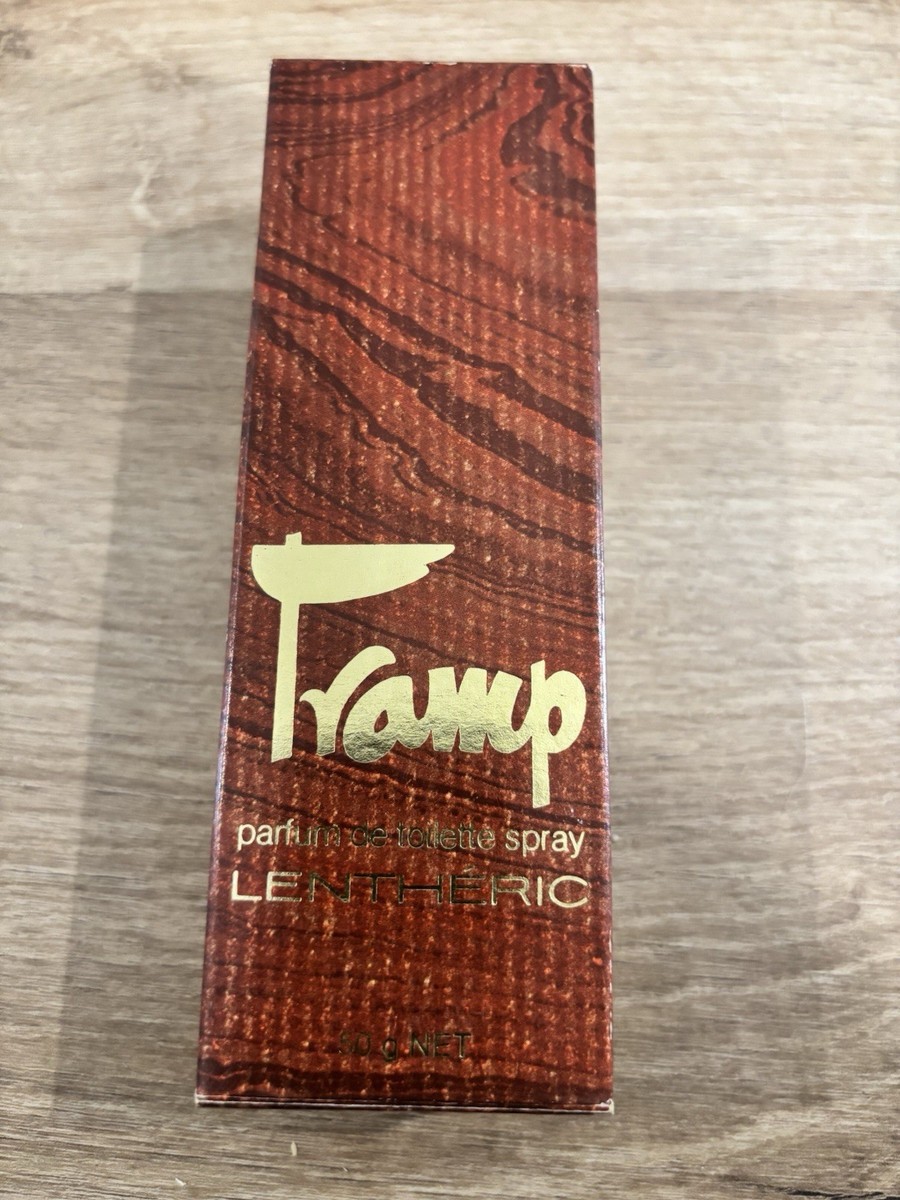 Tramp
parfum de toilette spray
LENTHÉRIC
50 g NET